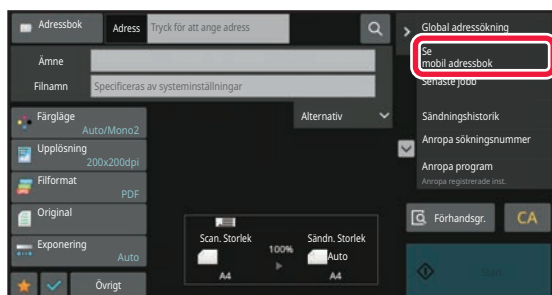 Adressbok
Adress
Tryck för att ange adress
Global adressökning
Se
mobil adressbok
Senaste jobb
Ämne
Filnamn
Specificeras av systeminställningar
Färgläge
Auto/Mono2
Alternativ
Sändningshistorik
Upplösning
200x200dpi
Anropa sökningsnummer
Filformat
PDF
Anropa program
Anropa registrerade inst.
Original
Förhandsgr.
CA
Scan. Storlek
100%
Sändn. Storlek
Auto
Exponering
Auto
A4
A4
Övrigt
Start